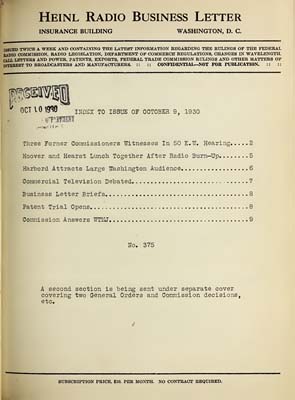 HEINL RADIO BUSINESS LETTER
INSURANCE BUILDING WASHINGTON, D. C.
ISSUED TWICE A WEEK AND CONTAINING THE LATEST INFORMATION REGARDING THE RULINGS OF THE FEDERAL
RADIO COMMISSION, RADIO LEGISLATION, DEPARTMENT OF COMMERCE REGULATIONS, CHANGES IN WAVELENGTH,
CALL LETTERS AND POWER, PATENTS, EXPORTS, FEDERAL TRADE COMMISSION RULINGS AND OTHER MATTERS OF
INTEREST TO BROADCASTERS AND MANUFACTURERS. :: :: CONFIDENTIAL—NOT FOR PUBLICATION. :: ::
RECEIVED
OCT 10 1930
INDEX TO ISSUE OF OCTOBER 9, 1930
Three Former Commissioners Witnesses In 50 K.W. Hearing.....2
Hoover and Hearst Lunch Together After Radio Burn-Up.......5
Harbord Attracts Large Washington Audience.................6
Commercial Television Debated..............................7
Business Letter Briefs.....................................8
Patent Trial Opens.........................................8
Commission Answers WTMJ....................................9
No. 375
A second section is being sent under separate cover
covering two General Orders and Commission decisions,
etc.
SUBSCRIPTION PRICE, $16 PER MONTH. NO CONTRACT REQUIRED.